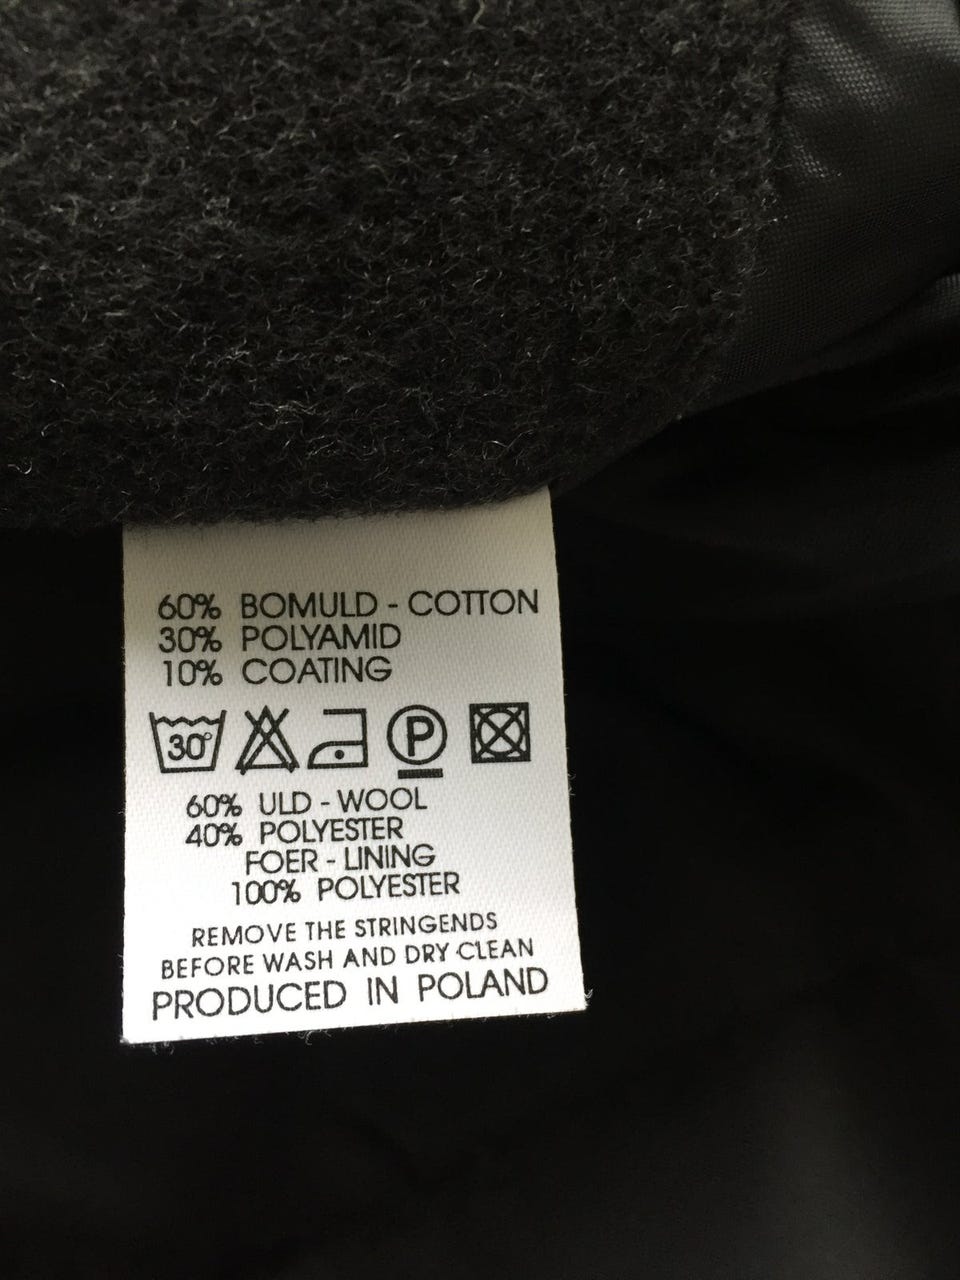 60% BOMULD - COTTON
30% POLYAMID
10% COATING
30° P
60% ULD - WOOL
40% POLYESTER
FOER - LINING
100% POLYESTER
REMOVE THE STRINGENDS
BEFORE WASH AND DRY CLEAN
PRODUCED IN POLAND